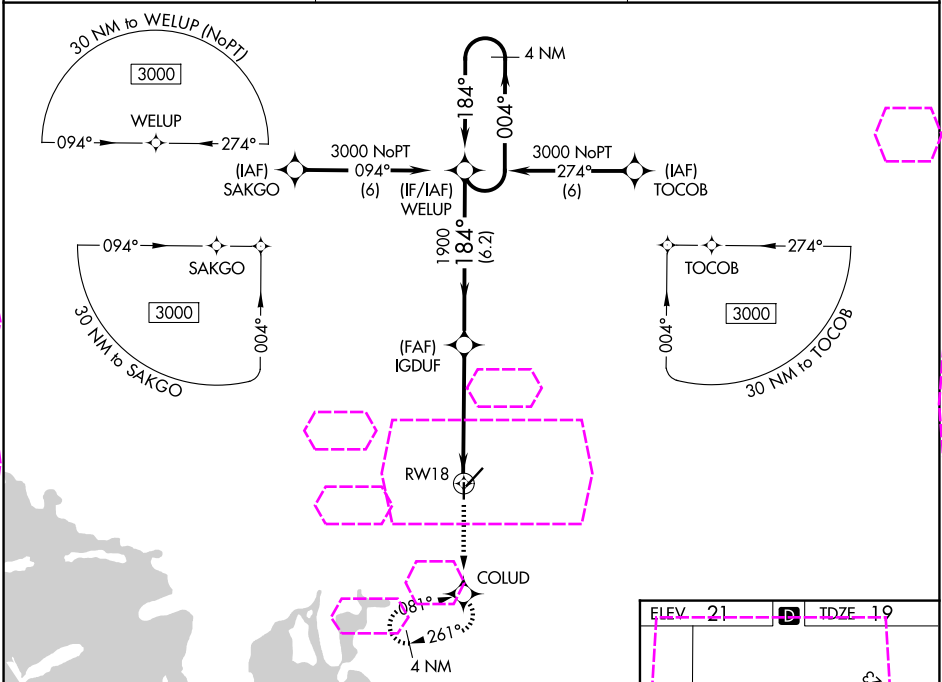 30 NM to WELUP (NoPT)
3000
WELUP
094°
274°
4 NM
184°
004°
(IAF)
SAKGO
3000 NoPT
094°
(6)
(IF/IAF)
WELUP
3000 NoPT
274°
(6)
(IAF)
TOCOB
1900
184°
(6.2)
094°
SAKGO
3000
004°
30 NM to SAKGO
274°
TOCOB
3000
004°
30 NM to TOCOB
(FAF)
IGDUF
RW18
COLUD
081°
261°
4 NM
ELEV 21
D
TDZE 19